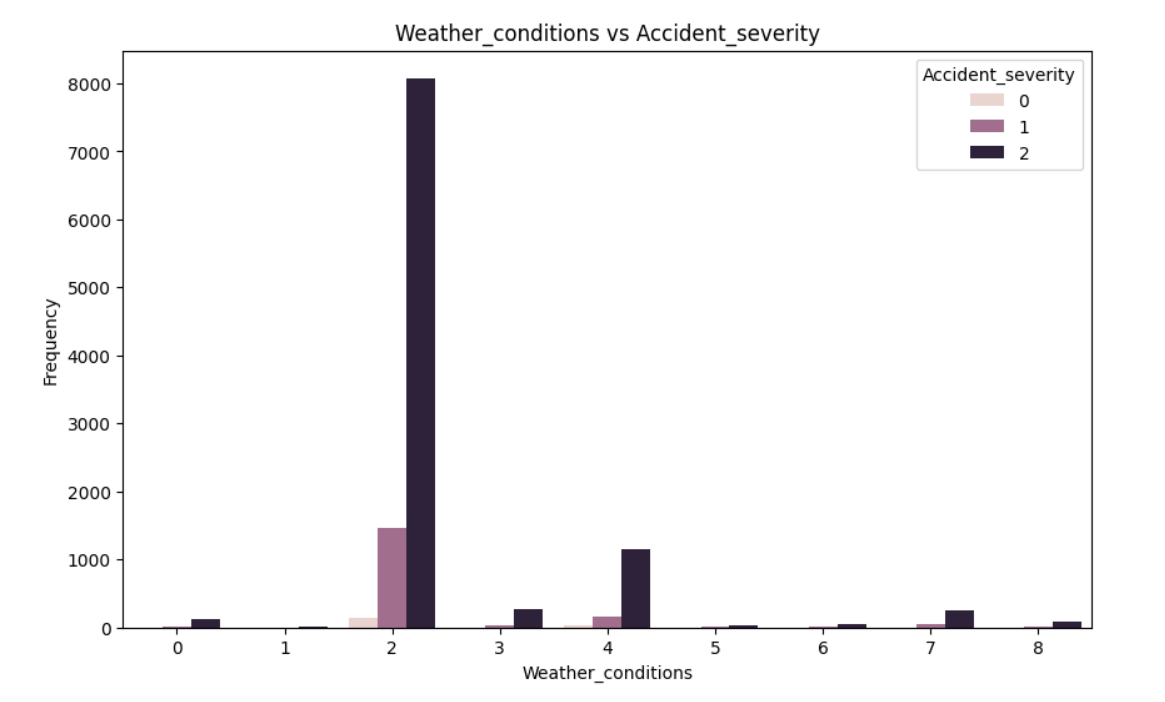 Weather_conditions vs Accident_severity
Accident_severity
0
1
2
8000
7000
6000
5000
4000
3000
2000
1000
0
Frequency
0 1 2 3 4 5 6 7 8
Weather_conditions